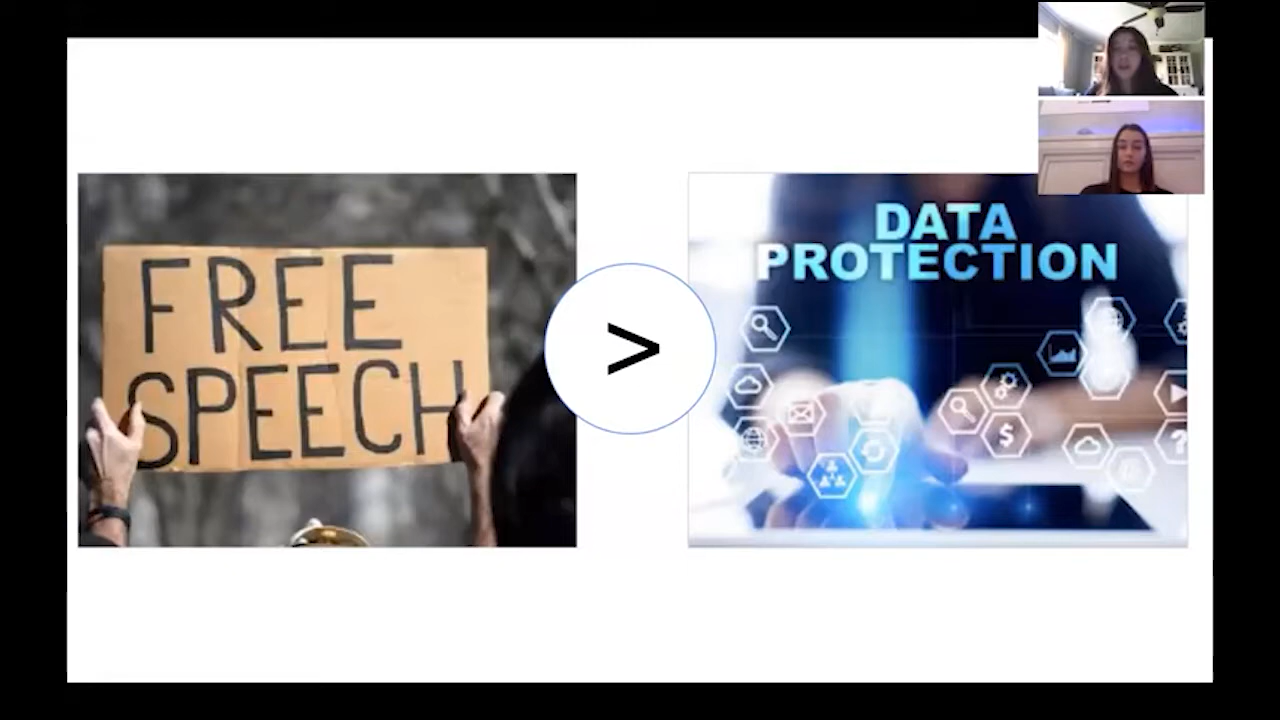 FREE
SPEECH
>
DATA
PROTECTION
$
?